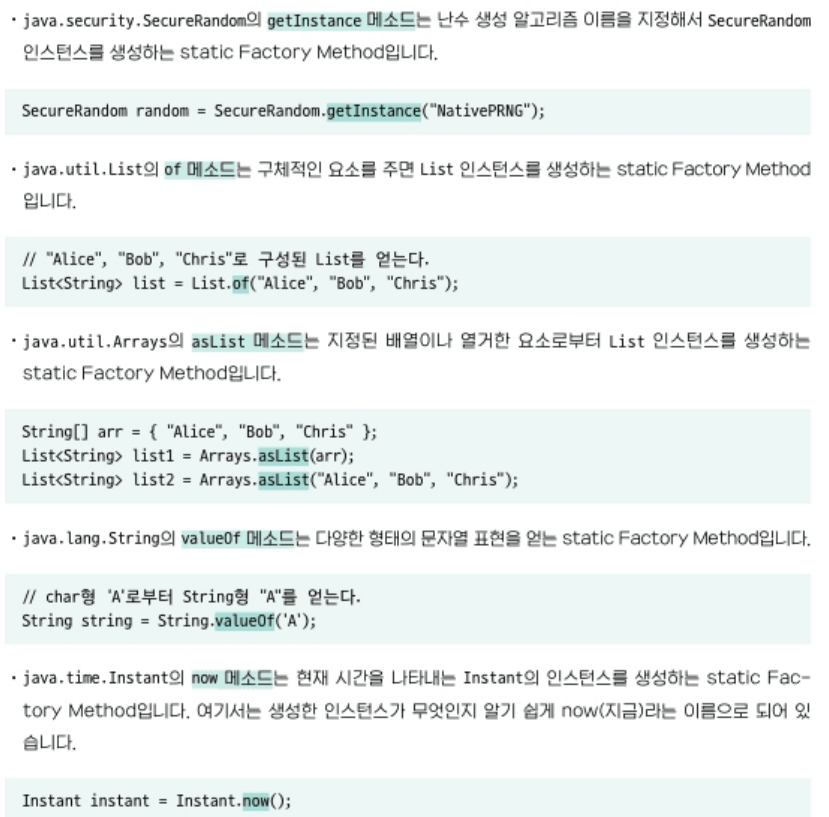 · java.security.SecureRandom의 getInstance 메소드는 난수 생성 알고리즘 이름을 지정해서 SecureRandom
인스턴스를 생성하는 static Factory Method입니다.
SecureRandom random = SecureRandom.getInstance("NativePRNG");
· java.util.List의 of 메소드는 구체적인 요소를 주면 List 인스턴스를 생성하는 static Factory Method
입니다.
// "Alice", "Bob", "Chris"로 구성된 List를 얻는다.
List<String> list = List.of("Alice", "Bob", "Chris");
· java.util.Arrays의 asList 메소드는 지정된 배열이나 열거한 요소로부터 List 인스턴스를 생성하는
static Factory Method입니다.
String[] arr = { "Alice", "Bob", "Chris" };
List<String> list1 = Arrays.asList(arr);
List<String> list2 = Arrays.asList("Alice", "Bob", "Chris");
· java.lang.String의 valueOf 메소드는 다양한 형태의 문자열 표현을 얻는 static Factory Method입니다.
// char형 'A'로부터 String형 "A"를 얻는다.
String string = String.valueOf('A');
· java.time.Instant의 now 메소드는 현재 시간을 나타내는 Instant의 인스턴스를 생성하는 static Fac-
tory Method입니다. 여기서는 생성한 인스턴스가 무엇인지 알기 쉽게 now(지금)라는 이름으로 되어 있
습니다.
Instant instant = Instant.now();